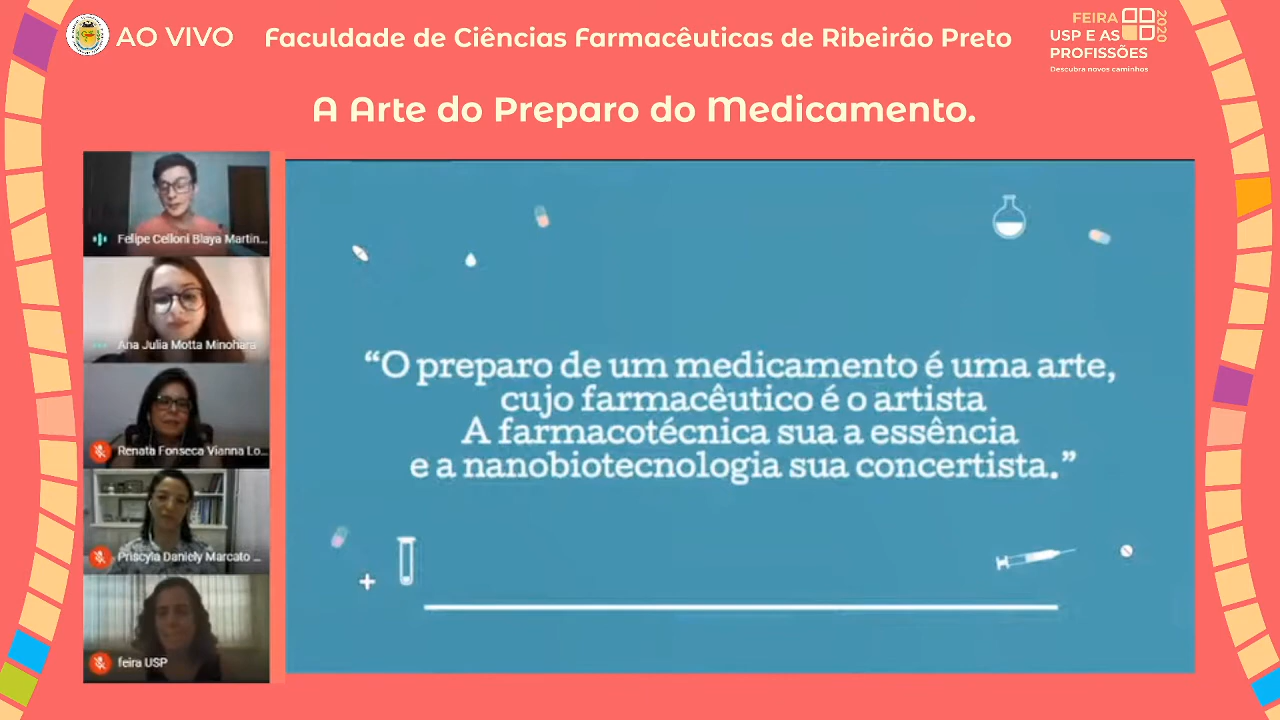 AO VIVO
Faculdade de Ciências Farmacêuticas de Ribeirão Preto
FEIRA
USP E AS
PROFISSÕES
2020
Descubra novos caminhos
A Arte do Preparo do Medicamento.
Felipe Celloni Blaya Martin...
Ana Julia Motta Minohara
Renata Fonseca Vianna Lo...
Priscyla Daniely Marcato ...
feira USP
“O preparo de um medicamento é uma arte,
cujo farmacêutico é o artista
A farmacotécnica sua a essência
e a nanobiotecnologia sua concertista.”